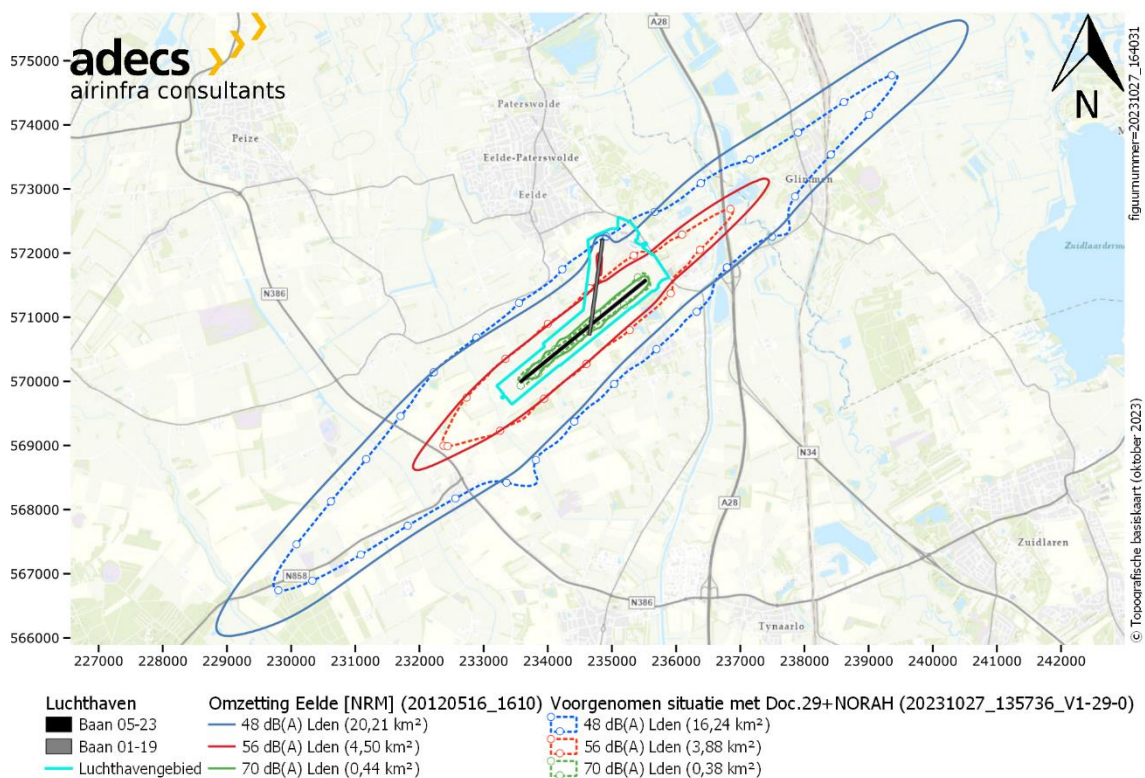 adecs
airinfra consultants
N
A28
Paterswolde
Peize
Eelde-Paterswolde
Eelde
Glimmen
N386
N34
A28
Zuidlaren
N858
N386
Tynaarlo
575000
574000
573000
572000
571000
570000
569000
568000
567000
566000
227000 228000 229000 230000 231000 232000 233000 234000 235000 236000 237000 238000 239000 240000 241000 242000
figuurnummer=20231027_164031
© Topografische basiskaart (oktober 2023)
Luchthaven
Baan 05-23
Baan 01-19
Luchthavengebied
Omzetting Eelde [NRM] (20120516_1610)
48 dB(A) Lden (20,21 km²)
56 dB(A) Lden (4,50 km²)
70 dB(A) Lden (0,44 km²)
Voorgenomen situatie met Doc.29+NORAH (20231027_135736_V1-29-0)
48 dB(A) Lden (16,24 km²)
56 dB(A) Lden (3,88 km²)
70 dB(A) Lden (0,38 km²)